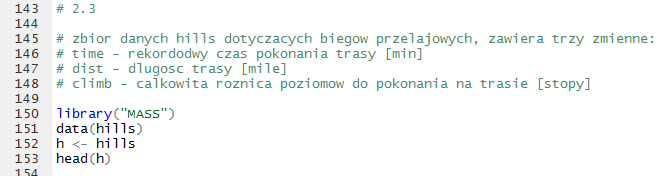 143 # 2.3
144
145 # zbior danych hills dotyczacych biegow przelajowych, zawiera trzy zmienne:
146 # time - rekordodwy czas pokonania trasy [min]
147 # dist - dlugosc trasy [mile]
148 # climb - calkowita roznica poziomow do pokonania na trasie [stopy]
149
150 library("MASS")
151 data(hills)
152 h <- hills
153 head(h)
154